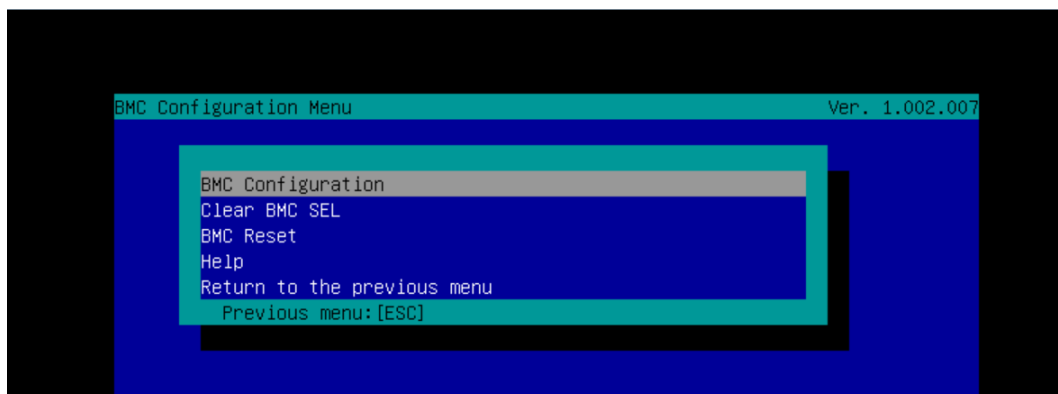 BMC Configuration Menu Ver. 1.002.007
BMC Configuration
Clear BMC SEL
BMC Reset
Help
Return to the previous menu
Previous menu:[ESC]